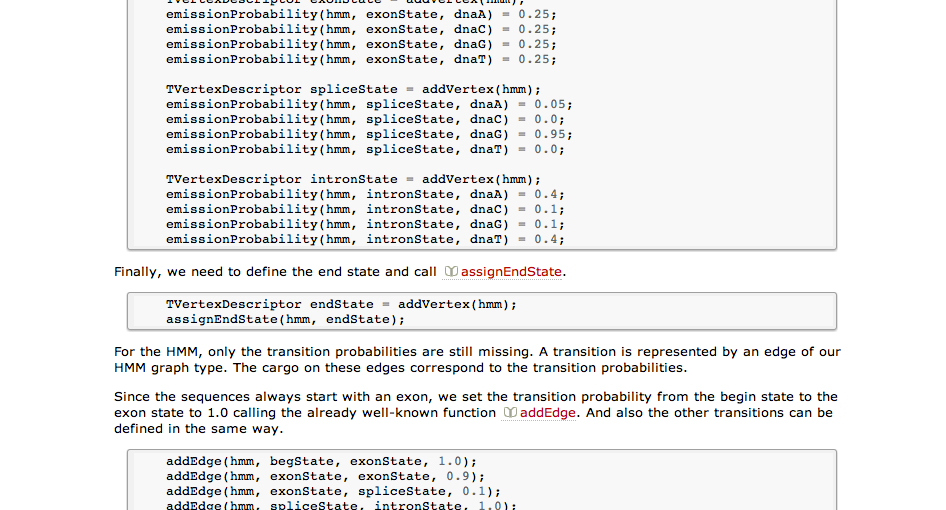 TVertexDescriptor exonState = addVertex(hmm);
emissionProbability(hmm, exonState, dnaA) = 0.25;
emissionProbability(hmm, exonState, dnaC) = 0.25;
emissionProbability(hmm, exonState, dnaG) = 0.25;
emissionProbability(hmm, exonState, dnaT) = 0.25;
TVertexDescriptor spliceState = addVertex(hmm);
emissionProbability(hmm, spliceState, dnaA) = 0.05;
emissionProbability(hmm, spliceState, dnaC) = 0.0;
emissionProbability(hmm, spliceState, dnaG) = 0.95;
emissionProbability(hmm, spliceState, dnaT) = 0.0;
TVertexDescriptor intronState = addVertex(hmm);
emissionProbability(hmm, intronState, dnaA) = 0.4;
emissionProbability(hmm, intronState, dnaC) = 0.1;
emissionProbability(hmm, intronState, dnaG) = 0.1;
emissionProbability(hmm, intronState, dnaT) = 0.4;
Finally, we need to define the end state and call assignEndState.
TVertexDescriptor endState = addVertex(hmm);
assignEndState(hmm, endState);
For the HMM, only the transition probabilities are still missing. A transition is represented by an edge of our
HMM graph type. The cargo on these edges correspond to the transition probabilities.
Since the sequences always start with an exon, we set the transition probability from the begin state to the
exon state to 1.0 calling the already well-known function addEdge. And also the other transitions can be
defined in the same way.
addEdge(hmm, begState, exonState, 1.0);
addEdge(hmm, exonState, exonState, 0.9);
addEdge(hmm, exonState, spliceState, 0.1);
addEdge(hmm, spliceState, intronState, 1.0);